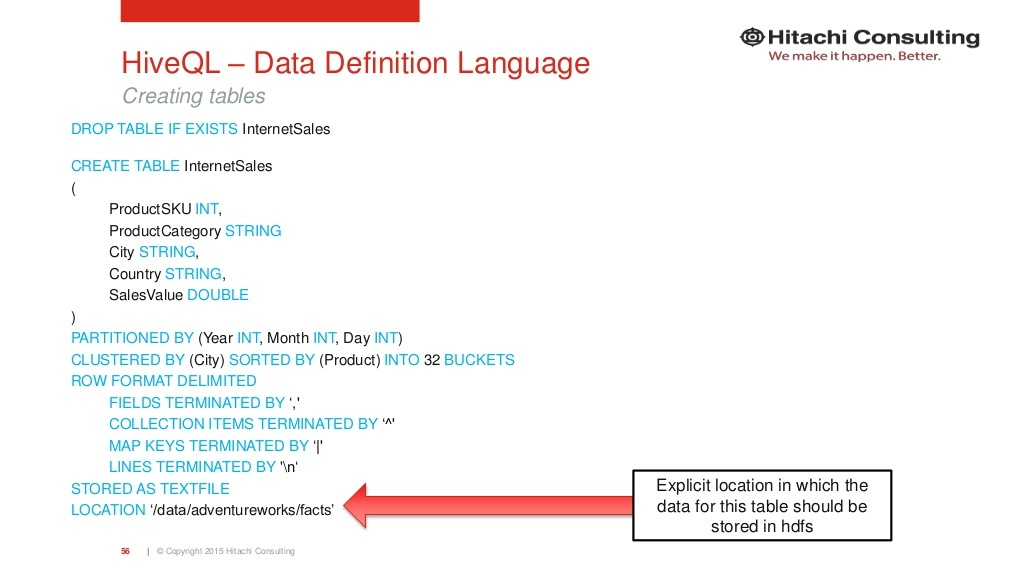 Hitachi Consulting
We make it happen. Better.
HiveQL – Data Definition Language
Creating tables
DROP TABLE IF EXISTS InternetSales
CREATE TABLE InternetSales
(
ProductSKU INT,
ProductCategory STRING
City STRING,
Country STRING,
SalesValue DOUBLE
)
PARTITIONED BY (Year INT, Month INT, Day INT)
CLUSTERED BY (City) SORTED BY (Product) INTO 32 BUCKETS
ROW FORMAT DELIMITED
FIELDS TERMINATED BY ‘,'
COLLECTION ITEMS TERMINATED BY ‘^'
MAP KEYS TERMINATED BY ‘|'
LINES TERMINATED BY '\n‘
STORED AS TEXTFILE
LOCATION ‘/data/adventureworks/facts’
Explicit location in which the
data for this table should be
stored in hdfs
56 | © Copyright 2015 Hitachi Consulting